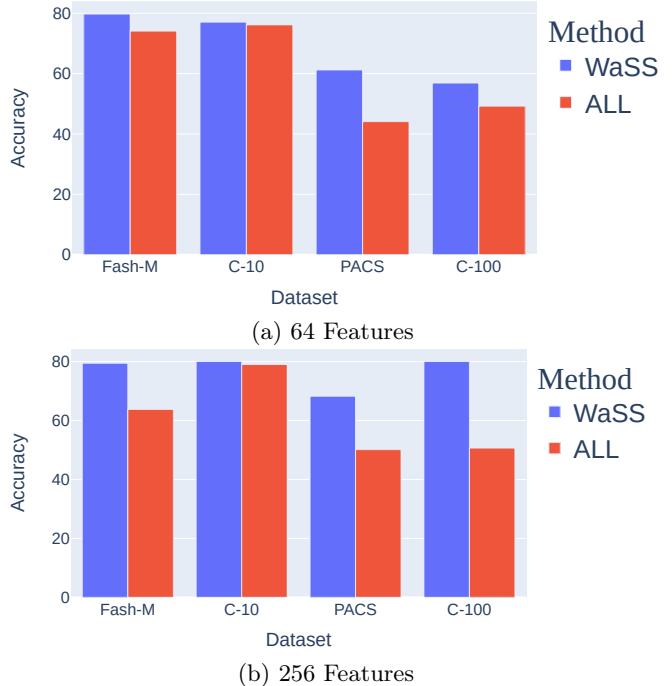 80
60
40
20
0
Accuracy
Fash-M C-10 PACS C-100
Dataset
Method
WaSS
ALL
(a) 64 Features
80
60
40
20
0
Accuracy
Fash-M C-10 PACS C-100
Dataset
Method
WaSS
ALL
(b) 256 Features